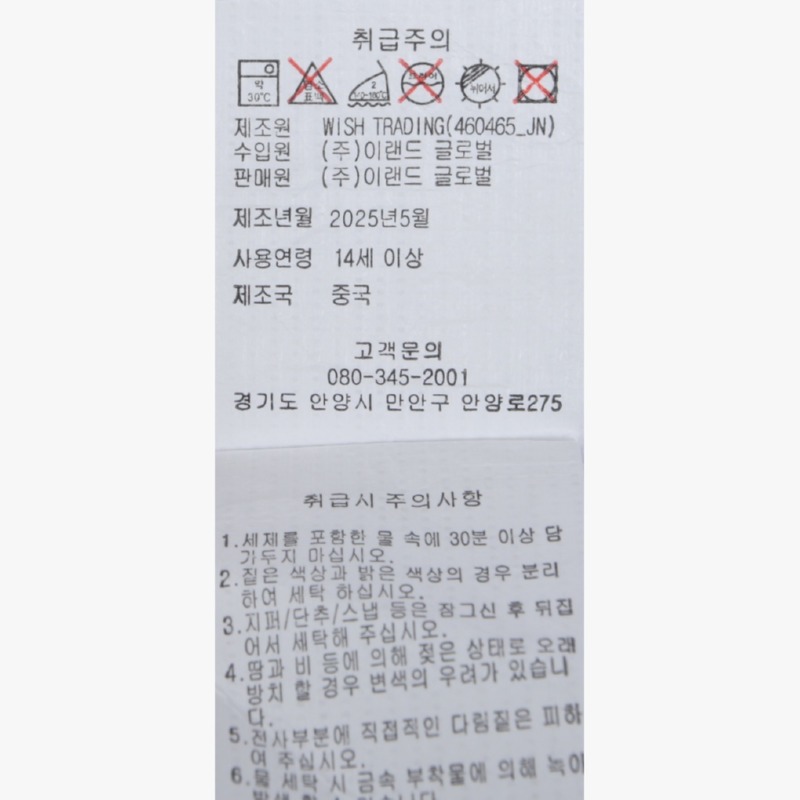 취급주의
약
30℃
염소
표백
2
드라이
뉘어서
제조원 WISH TRADING(460465_JN)
수입원 (주)이랜드 글로벌
판매원 (주)이랜드 글로벌
제조년월 2025년5월
사용연령 14세 이상
제조국 중국
고객문의
080-345-2001
경기도 안양시 만안구 안양로275
취급시 주의사항
1.세제를 포함한 물 속에 30분 이상 담
가두지 마십시오.
2.짙은 색상과 밝은 색상의 경우 분리
하여 세탁 하십시오.
3.지퍼/단추/스냅 등은 잠그신 후 뒤집
어서 세탁해 주십시오.
4.땀과 비 등에 의해 젖은 상태로 오래
방치 할 경우 변색의 우려가 있습니
다.
5.전사부분에 직접적인 다림질은 피하
여 주십시오.
6.물 세탁 시 금속 부착물에 의해 녹이